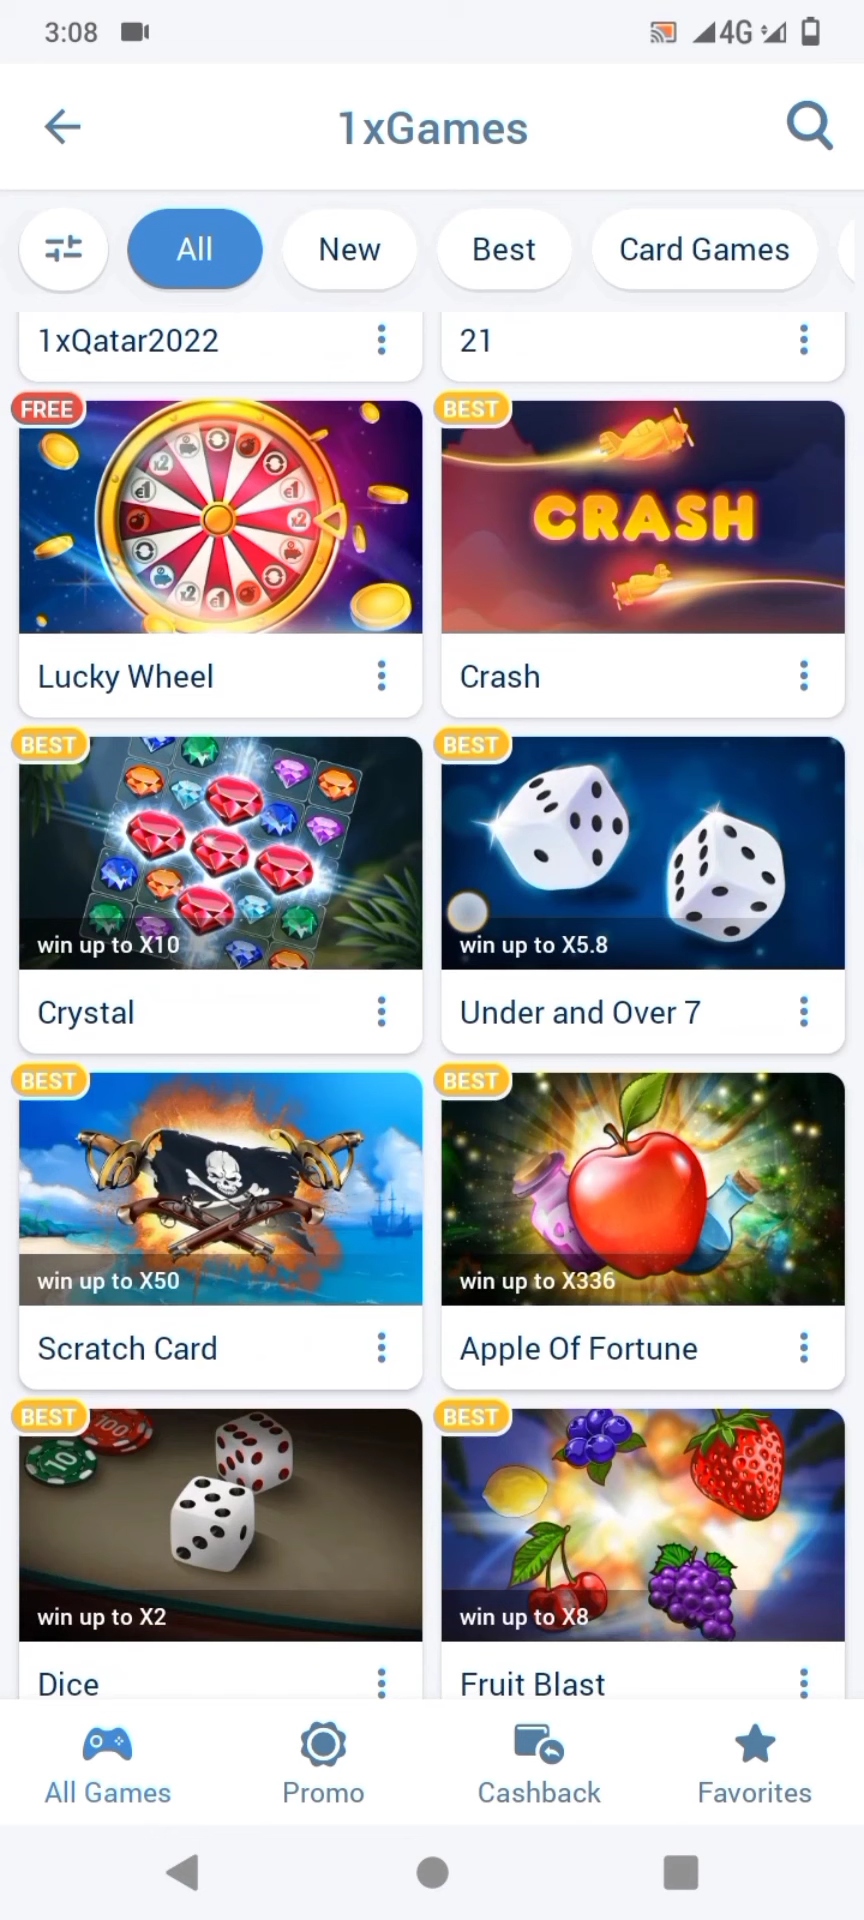 3:08
4G
1xGames
All New Best Card Games
1xQatar2022
21
FREE
BEST
CRASH
Lucky Wheel
Crash
BEST
BEST
win up to X10
win up to X5.8
Crystal
Under and Over 7
BEST
BEST
win up to X50
win up to X336
Scratch Card
Apple Of Fortune
BEST
BEST
100
10
win up to X2
win up to X8
Dice
Fruit Blast
All Games Promo Cashback Favorites